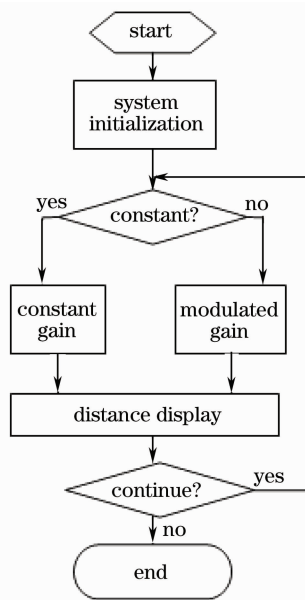 start
system
initialization
constant?
yes
no
constant
gain
modulated
gain
distance display
continue?
yes
no
end